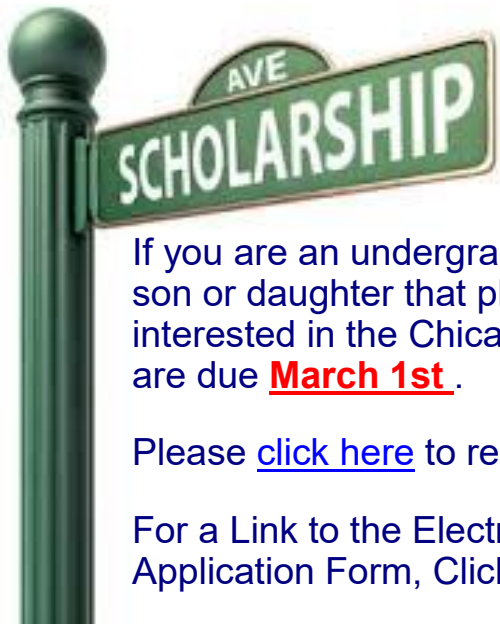 AVE
SCHOLARSHIP
If you are an undergra
son or daughter that pl
interested in the Chica
are due March 1st .
Please click here to re
For a Link to the Electr
Application Form, Click